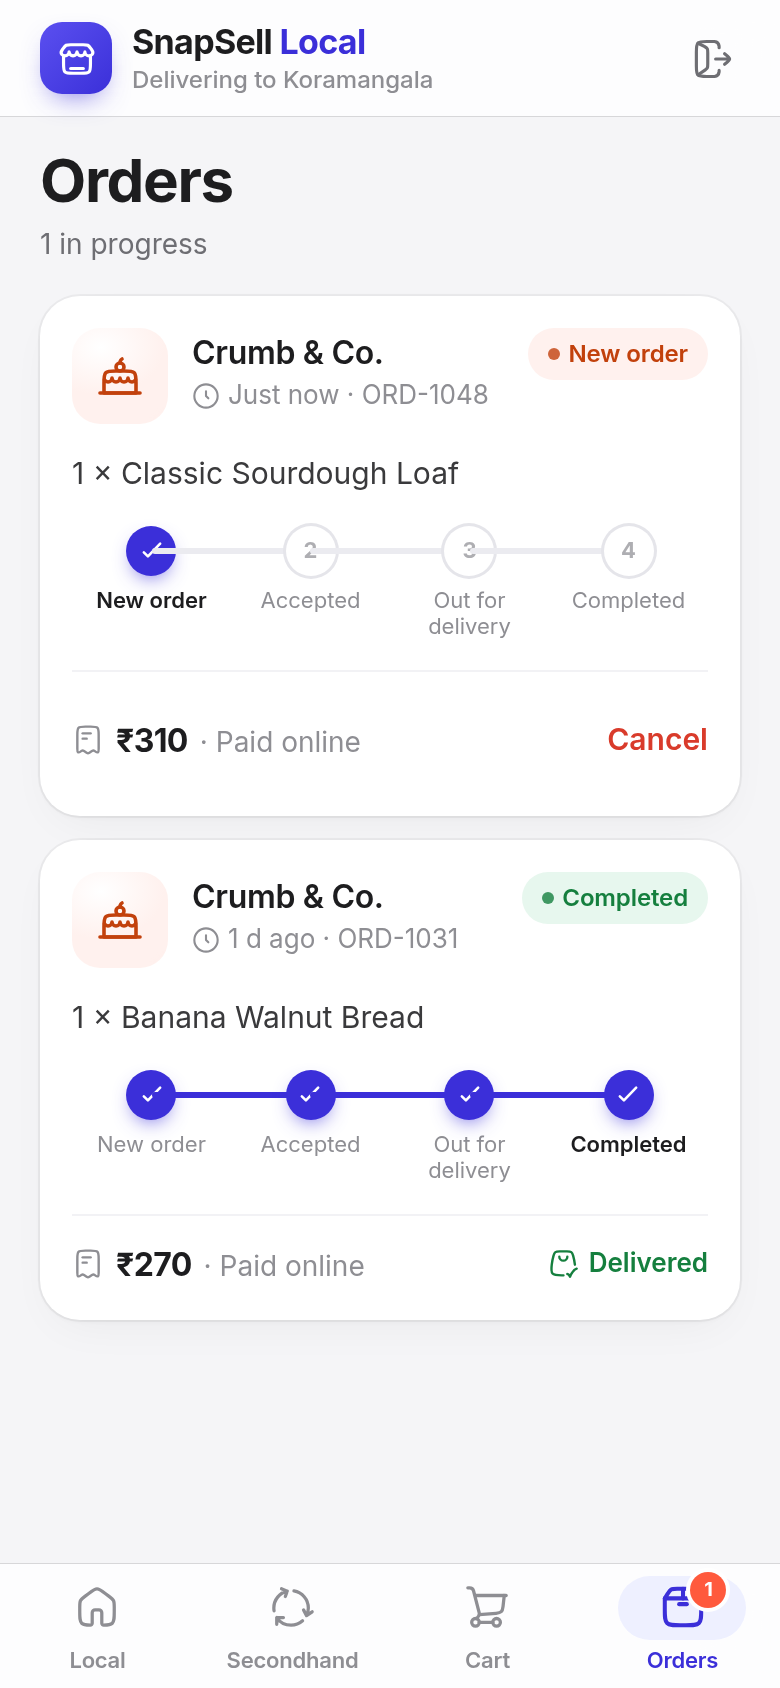 SnapSell Local
Delivering to Koramangala
Orders
1 in progress
Crumb & Co.
New order
Just now · ORD-1048
1 × Classic Sourdough Loaf
2 3 4
New order Accepted Out for delivery Completed
₹310 · Paid online Cancel
Crumb & Co.
Completed
1 d ago · ORD-1031
1 × Banana Walnut Bread
New order Accepted Out for delivery Completed
₹270 · Paid online Delivered
1
Local Secondhand Cart Orders